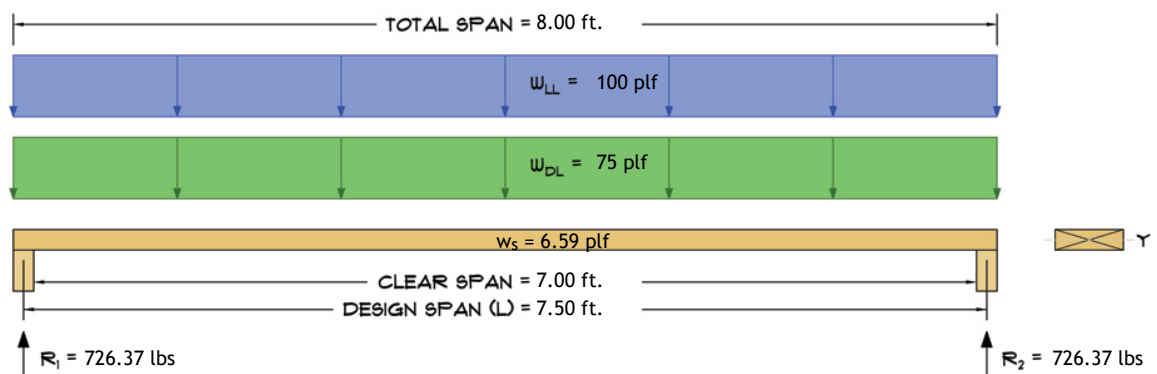 TOTAL SPAN = 8.00 ft.
WLL = 100 plf
WDL = 75 plf
ws = 6.59 plf
Y
CLEAR SPAN = 7.00 ft.
DESIGN SPAN (L) = 7.50 ft.
R1 = 726.37 lbs
R2 = 726.37 lbs